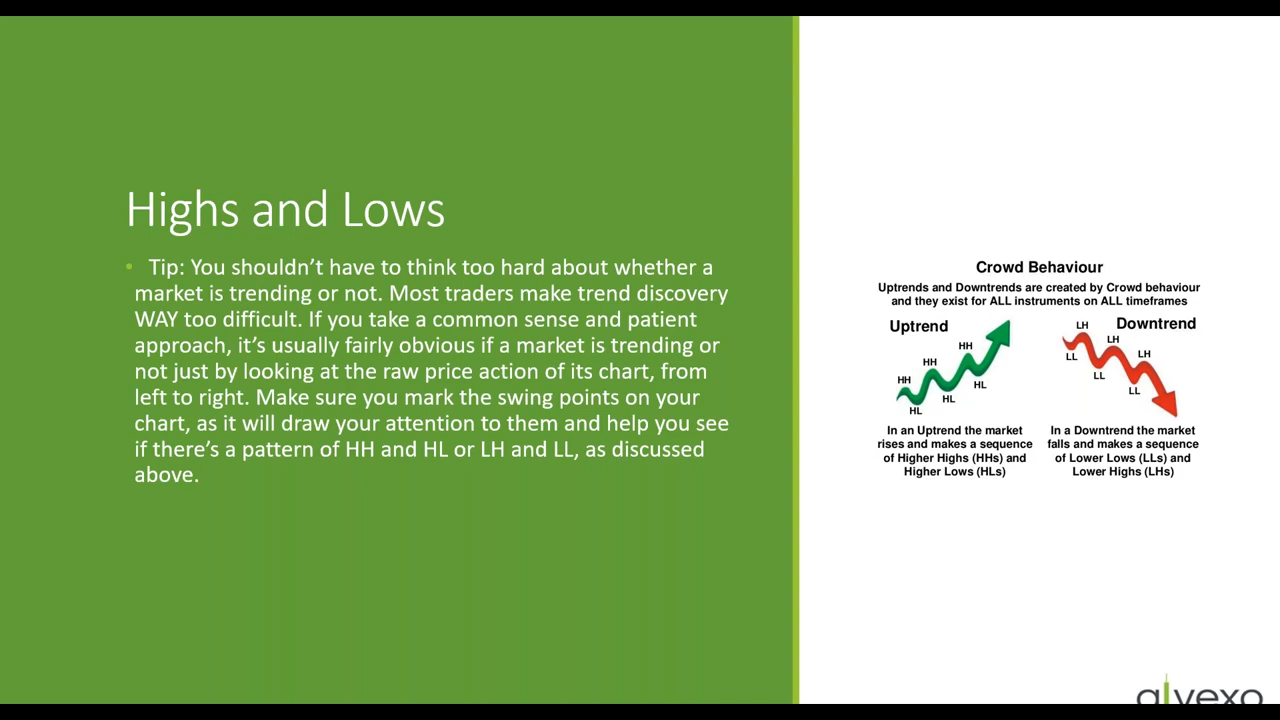 Highs and Lows
• Tip: You shouldn't have to think too hard about whether a
market is trending or not. Most traders make trend discovery
WAY too difficult. If you take a common sense and patient
approach, it's usually fairly obvious if a market is trending or
not just by looking at the raw price action of its chart, from
left to right. Make sure you mark the swing points on your
chart, as it will draw your attention to them and help you see
if there's a pattern of HH and HL or LH and LL, as discussed
above.
Crowd Behaviour
Uptrends and Downtrends are created by Crowd behaviour
and they exist for ALL instruments on ALL timeframes
Uptrend
HH
HH
HH
HL
HL
HL
In an Uptrend the market
rises and makes a sequence
of Higher Highs (HHs) and
Higher Lows (HLs)
Downtrend
LH
LH
LH
LL
LL
LL
In a Downtrend the market
falls and makes a sequence
of Lower Lows (LLs) and
Lower Highs (LHs)
alvexo